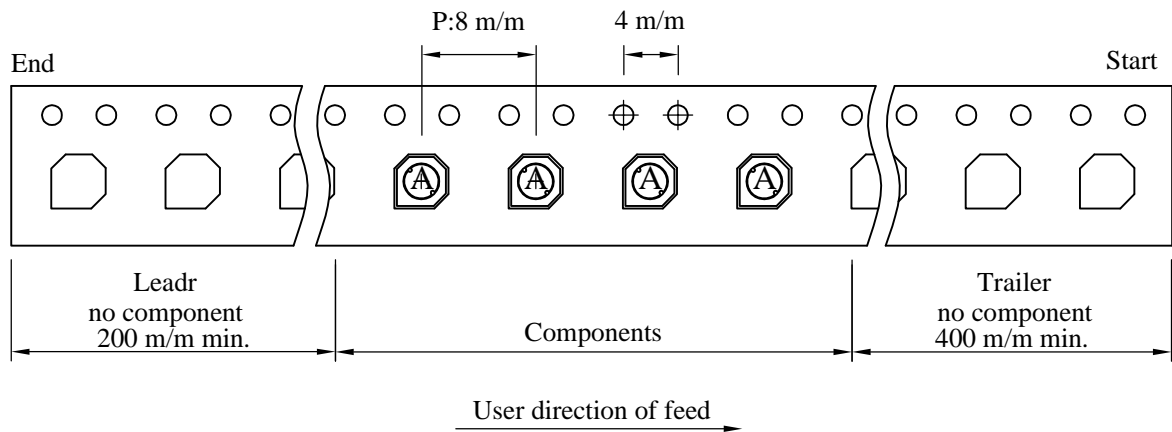 P:8 m/m
4 m/m
End
Start
A
A
A
A
Leadr
no component
200 m/m min.
Components
Trailer
no component
400 m/m min.
User direction of feed